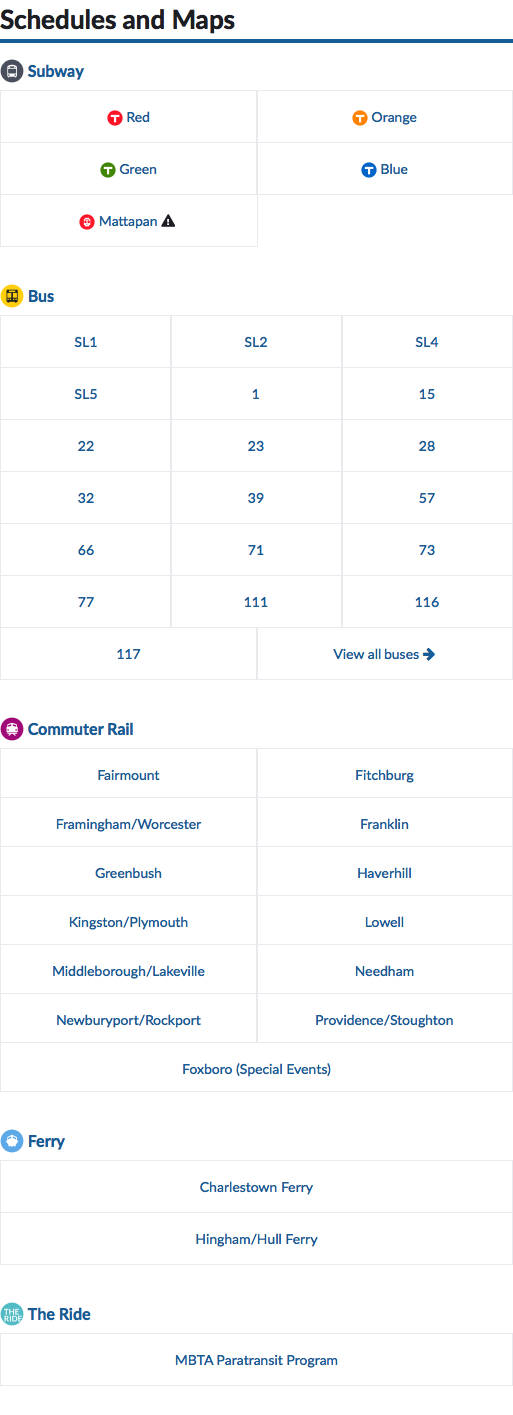 Schedules and Maps
Subway
T Red
T Orange
T Green
T Blue
Mattapan
Bus
SL1 SL2 SL4
SL5 1 15
22 23 28
32 39 57
66 71 73
77 111 116
117 View all buses
Commuter Rail
Fairmount Fitchburg
Framingham/Worcester Franklin
Greenbush Haverhill
Kingston/Plymouth Lowell
Middleborough/Lakeville Needham
Newburyport/Rockport Providence/Stoughton
Foxboro (Special Events)
Ferry
Charlestown Ferry
Hingham/Hull Ferry
THE RIDE The Ride
MBTA Paratransit Program